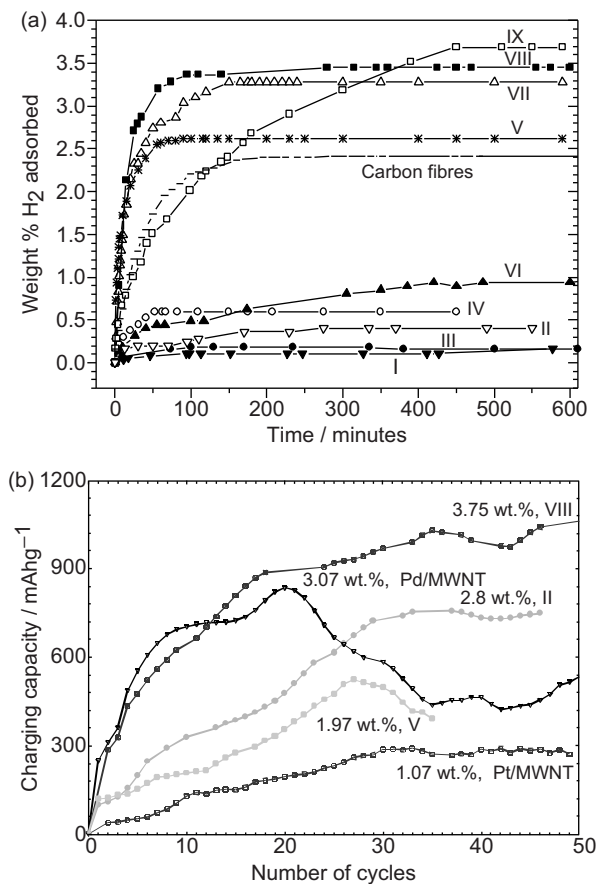 (a)
4.0
3.5
3.0
2.5
2.0
1.5
1.0
0.5
0.0
Weight % H2 adsorbed
IX
VIII
VII
V
Carbon fibres
VI
IV
II
III
I
0
100
200
300
400
500
600
Time / minutes
(b)
1200
900
600
300
0
Charging capacity / mAhg−1
3.75 wt.%, VIII
3.07 wt.%, Pd/MWNT
2.8 wt.%, II
1.97 wt.%, V
1.07 wt.%, Pt/MWNT
0
10
20
30
40
50
Number of cycles